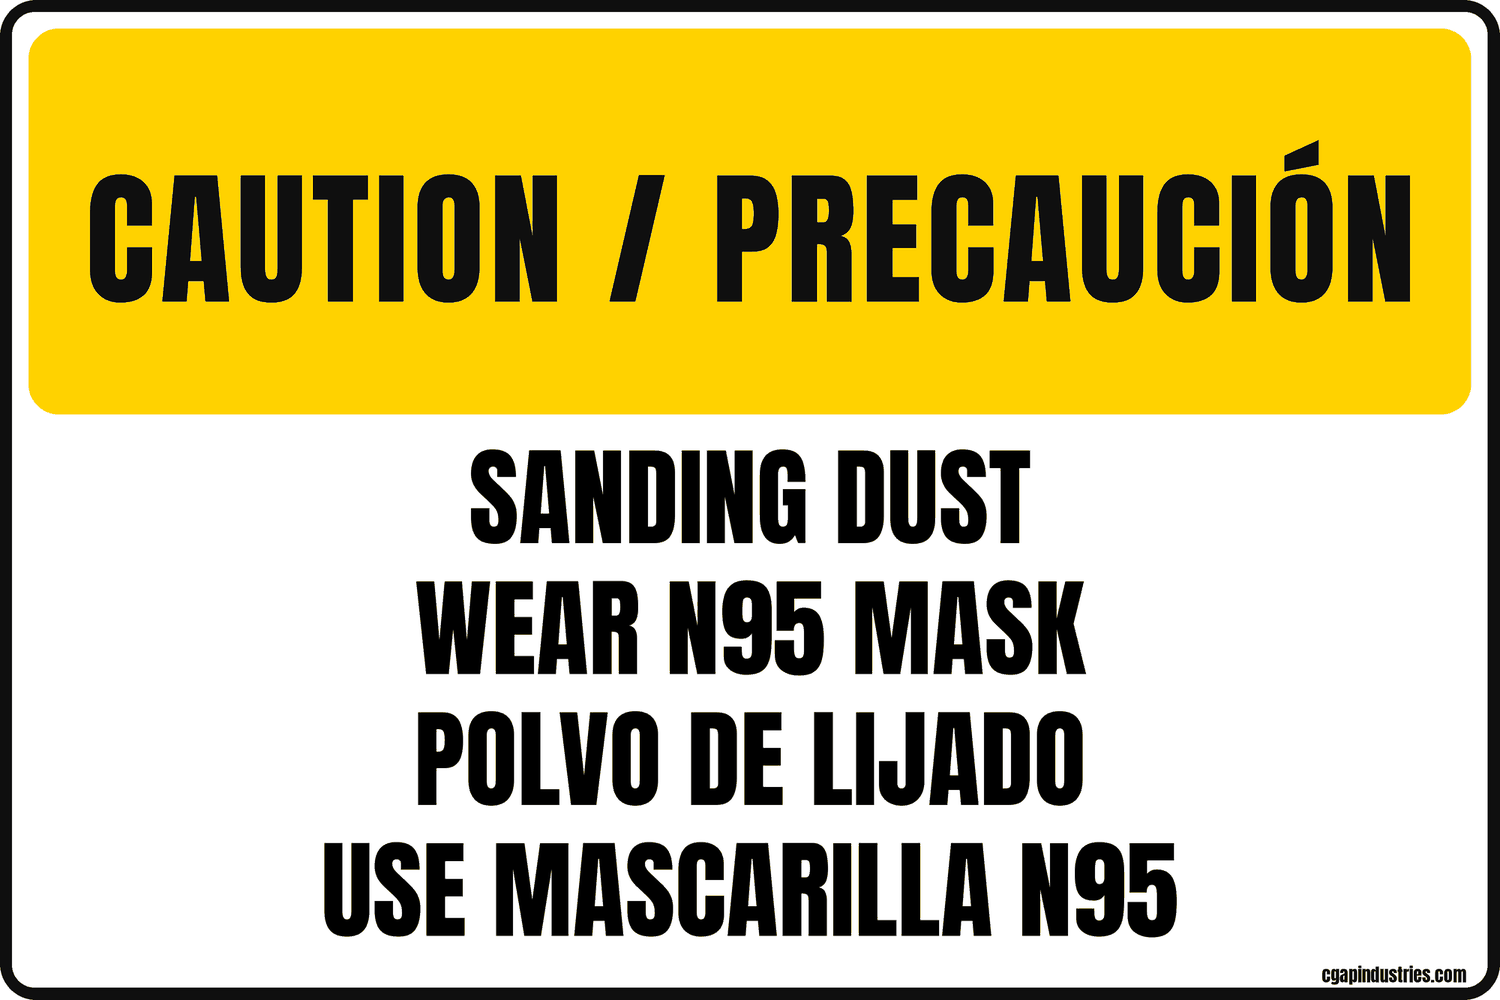 CAUTION / PRECAUCIÓN
SANDING DUST
WEAR N95 MASK
POLVO DE LIJADO
USE MASCARILLA N95
cgapindustries.com